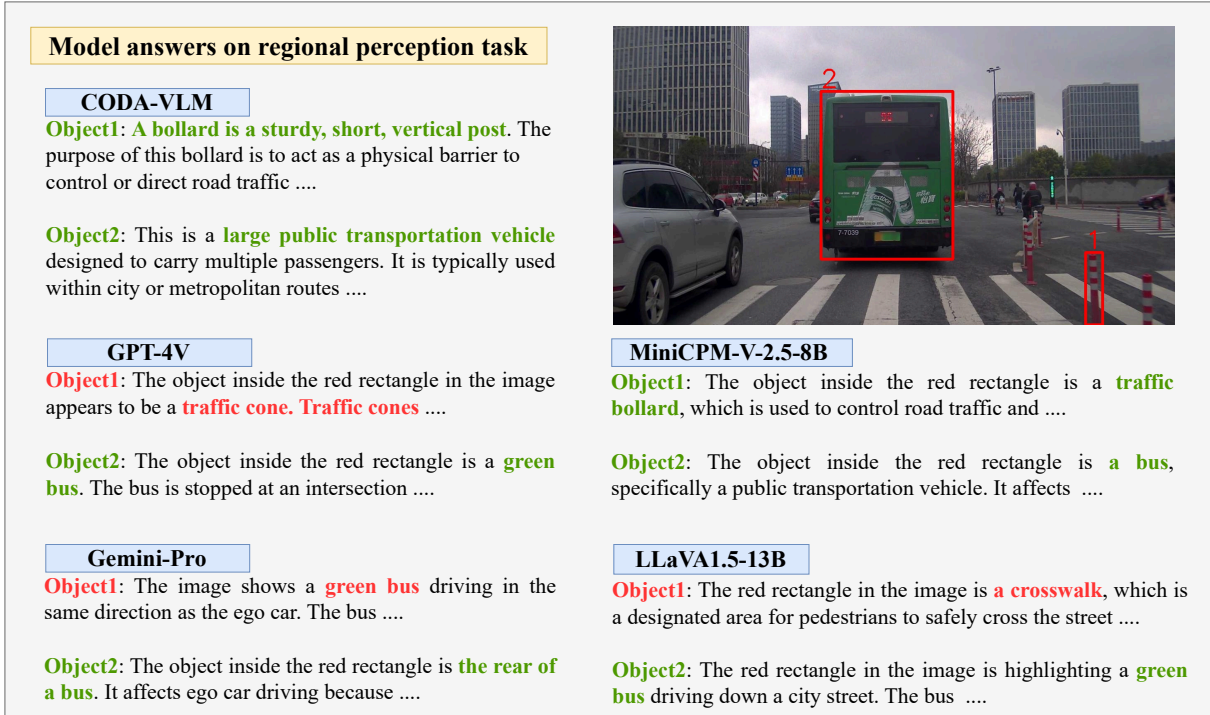 Model answers on regional perception task
CODA-VLM
Object1: A bollard is a sturdy, short, vertical post. The
purpose of this bollard is to act as a physical barrier to
control or direct road traffic ....
Object2: This is a large public transportation vehicle
designed to carry multiple passengers. It is typically used
within city or metropolitan routes ....
2
1
7-7039
GPT-4V
Object1: The object inside the red rectangle in the image
appears to be a traffic cone. Traffic cones ....
Object2: The object inside the red rectangle is a green
bus. The bus is stopped at an intersection ....
MiniCPM-V-2.5-8B
Object1: The object inside the red rectangle is a traffic
bollard, which is used to control road traffic and ....
Object2: The object inside the red rectangle is a bus,
specifically a public transportation vehicle. It affects ....
Gemini-Pro
Object1: The image shows a green bus driving in the
same direction as the ego car. The bus ....
Object2: The object inside the red rectangle is the rear of
a bus. It affects ego car driving because ....
LLaVA1.5-13B
Object1: The red rectangle in the image is a crosswalk, which is
a designated area for pedestrians to safely cross the street ....
Object2: The red rectangle in the image is highlighting a green
bus driving down a city street. The bus ....